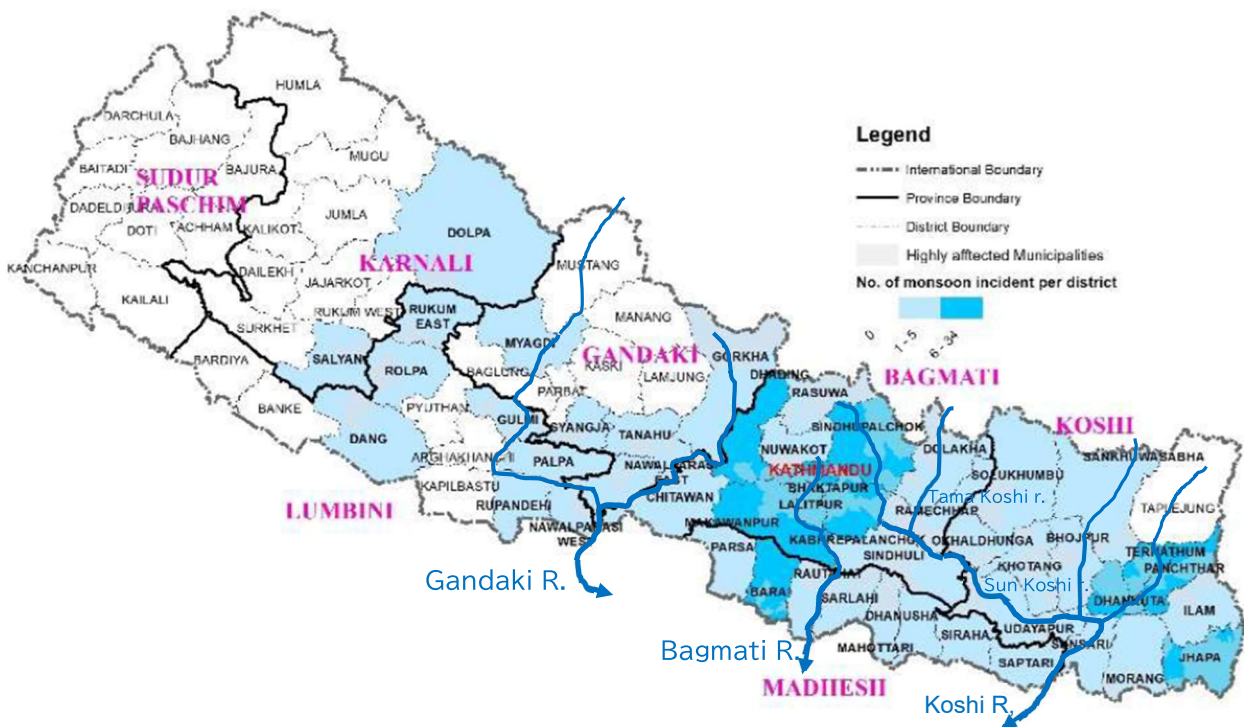 HUMLA
DARCHULA
BAJHANG
MUGU
BAITADI
BAJURA
SUDUR
PASCHIM
JUMLA
DOTI
ACHHAM
KALIKOT
DOLPA
KANCHANPUR
DAILEKH
KARNALI
MUSTANG
KAILALI
JAJARKOT
RUKUM WEST
RUKUM
EAST
MANANG
SURKHET
MYAGDI
GANDAKI
GORKHA
DHADING
BARDIYA
SALYAN
ROLPA
BAGLUNG
KASKI
LAMJUNG
PARBAT
RASUWA
BANKE
PYUTHAN
GULMI
SYANGJA
TANAHU
SINDHUPALCHOK
DANG
NUWAKOT
DOLAKHA
PALPA
KATHMANDU
BHAKTAPUR
LALITPUR
KAPILBASTU
CHITAWAN
LUMBINI
RUPANDEHI
NAWALPARASI
WEST
MAKAWANPUR
PARSA
KABHREPALANCHOK
SINDHULI
RAMECHHAP
OKHALDHUNGA
SOLUKHUMBU
SANKHUWASABHA
TAPLEJUNG
Tama Koshi r.
BHOJPUR
KHOTANG
Sun Koshi r.
TERHATHUM
PANCHTHAR
DHANKUTA
ILAM
JHAPA
BARA
RAUTAHAT
SARLAHI
DHANUSHA
MAHOTTARI
SIRAHA
UDAYAPUR
SUNSARI
SAPTARI
MORANG
Gandaki R.
Bagmati R.
MADHESH
Koshi R.
BAGMATI
KOSHI
Legend
International Boundary
Province Boundary
District Boundary
Highly afftected Municipalities
No. of monsoon incident per district
0
1 - 5
6 - 34